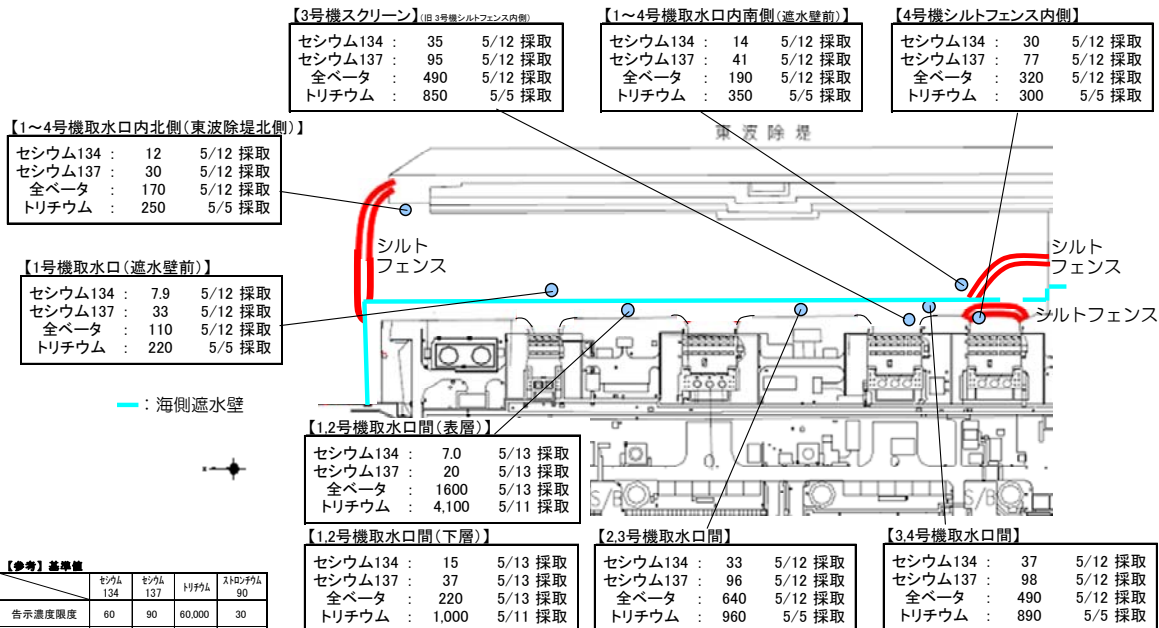 【3号機スクリーン】(旧3号機シルトフェンス内側)
セシウム134 : 35 5/12 採取
セシウム137 : 95 5/12 採取
全ベータ : 490 5/12 採取
トリチウム : 850 5/5 採取
【1~4号機取水口内南側(遮水壁前)】
セシウム134 : 14 5/12 採取
セシウム137 : 41 5/12 採取
全ベータ : 190 5/12 採取
トリチウム : 350 5/5 採取
【4号機シルトフェンス内側】
セシウム134 : 30 5/12 採取
セシウム137 : 77 5/12 採取
全ベータ : 320 5/12 採取
トリチウム : 300 5/5 採取
【1~4号機取水口内北側(東波除堤北側)】
セシウム134 : 12 5/12 採取
セシウム137 : 30 5/12 採取
全ベータ : 170 5/12 採取
トリチウム : 250 5/5 採取
東波除堤
シルト
フェンス
シルト
フェンス
シルトフェンス
【1号機取水口(遮水壁前)】
セシウム134 : 7.9 5/12 採取
セシウム137 : 33 5/12 採取
全ベータ : 110 5/12 採取
トリチウム : 220 5/5 採取
:海側遮水壁
【1,2号機取水口間(表層)】
セシウム134 : 7.0 5/13 採取
セシウム137 : 20 5/13 採取
全ベータ : 1600 5/13 採取
トリチウム : 4,100 5/11 採取
S/B
S/B
【1,2号機取水口間(下層)】
セシウム134 : 15 5/13 採取
セシウム137 : 37 5/13 採取
全ベータ : 220 5/13 採取
トリチウム : 1,000 5/11 採取
【2,3号機取水口間】
セシウム134 : 33 5/12 採取
セシウム137 : 96 5/12 採取
全ベータ : 640 5/12 採取
トリチウム : 960 5/5 採取
【3,4号機取水口間】
セシウム134 : 37 5/12 採取
セシウム137 : 98 5/12 採取
全ベータ : 490 5/12 採取
トリチウム : 890 5/5 採取
【参考】基準値
セシウム134 セシウム137 トリチウム ストロンチウム90
告示濃度限度 60 90 60,000 30